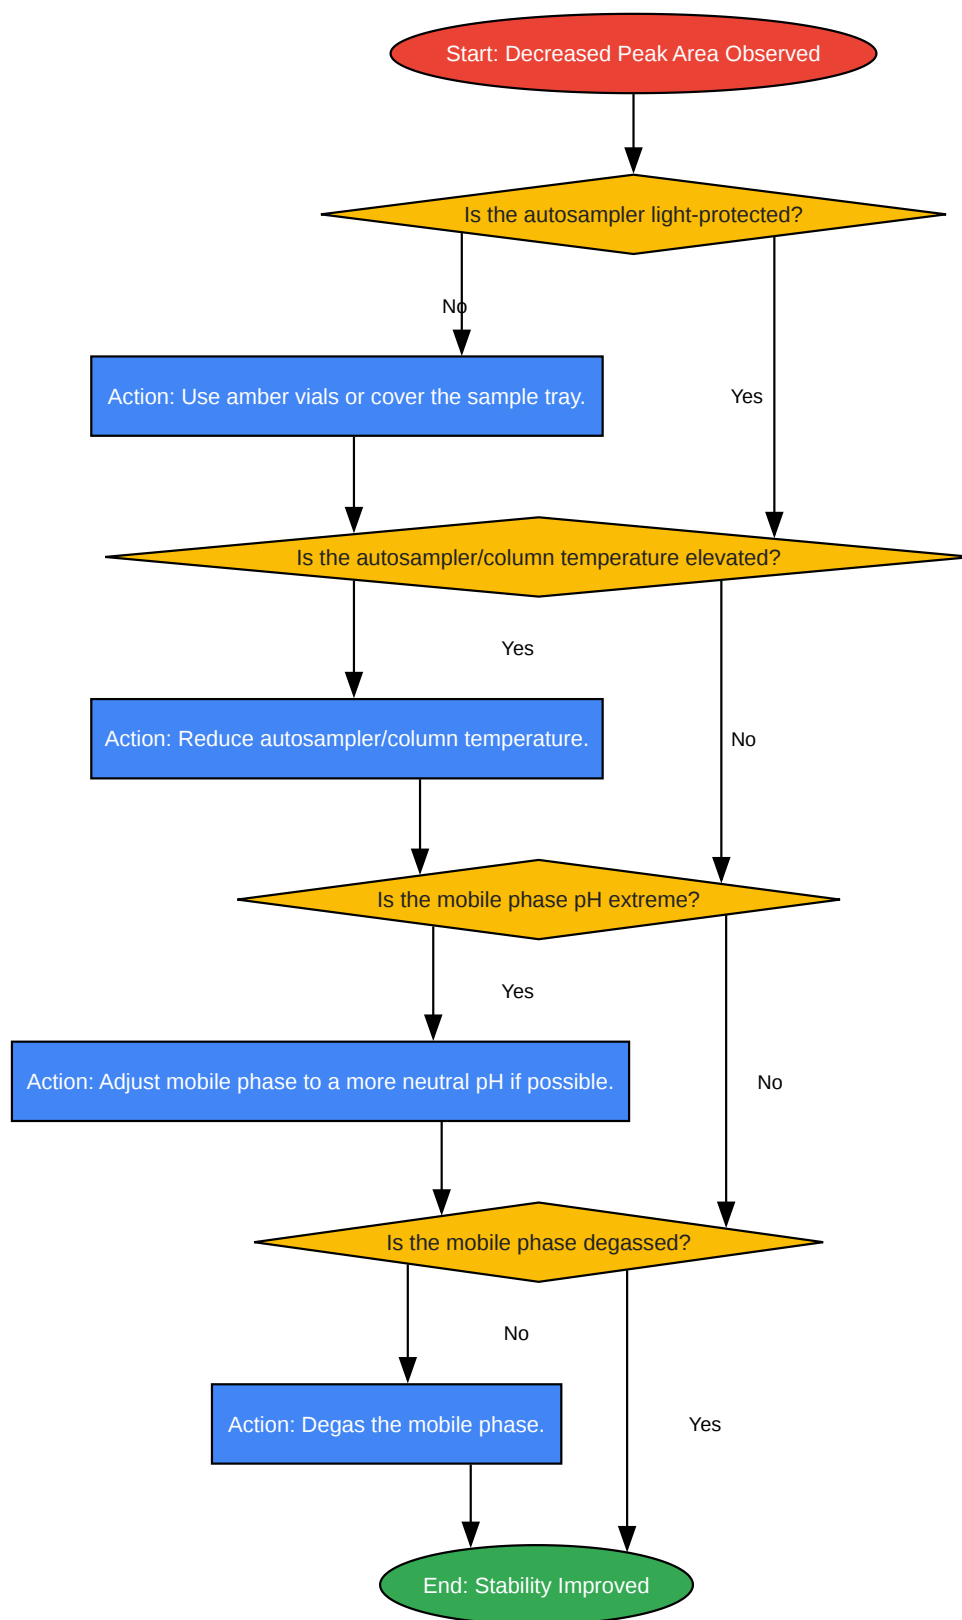 Start: Decreased Peak Area Observed
Is the autosampler light-protected?
No
Action: Use amber vials or cover the sample tray.
Yes
Is the autosampler/column temperature elevated?
Yes
Action: Reduce autosampler/column temperature.
No
Is the mobile phase pH extreme?
Yes
Action: Adjust mobile phase to a more neutral pH if possible.
No
Is the mobile phase degassed?
No
Action: Degas the mobile phase.
Yes
End: Stability Improved